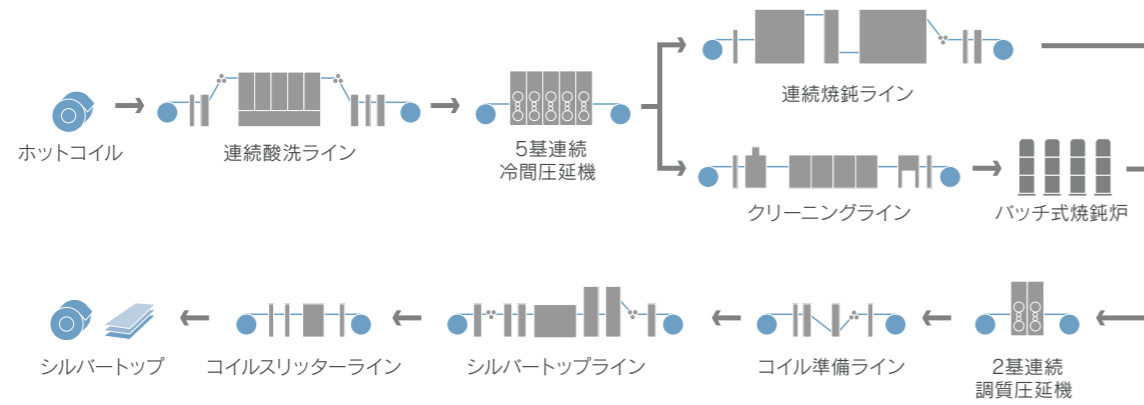 ホットコイル
連続酸洗ライン
5基連続
冷間圧延機
連続焼鈍ライン
クリーニングライン
バッチ式焼鈍炉
シルバートップ
コイルスリッターライン
シルバートップライン
コイル準備ライン
2基連続
調質圧延機